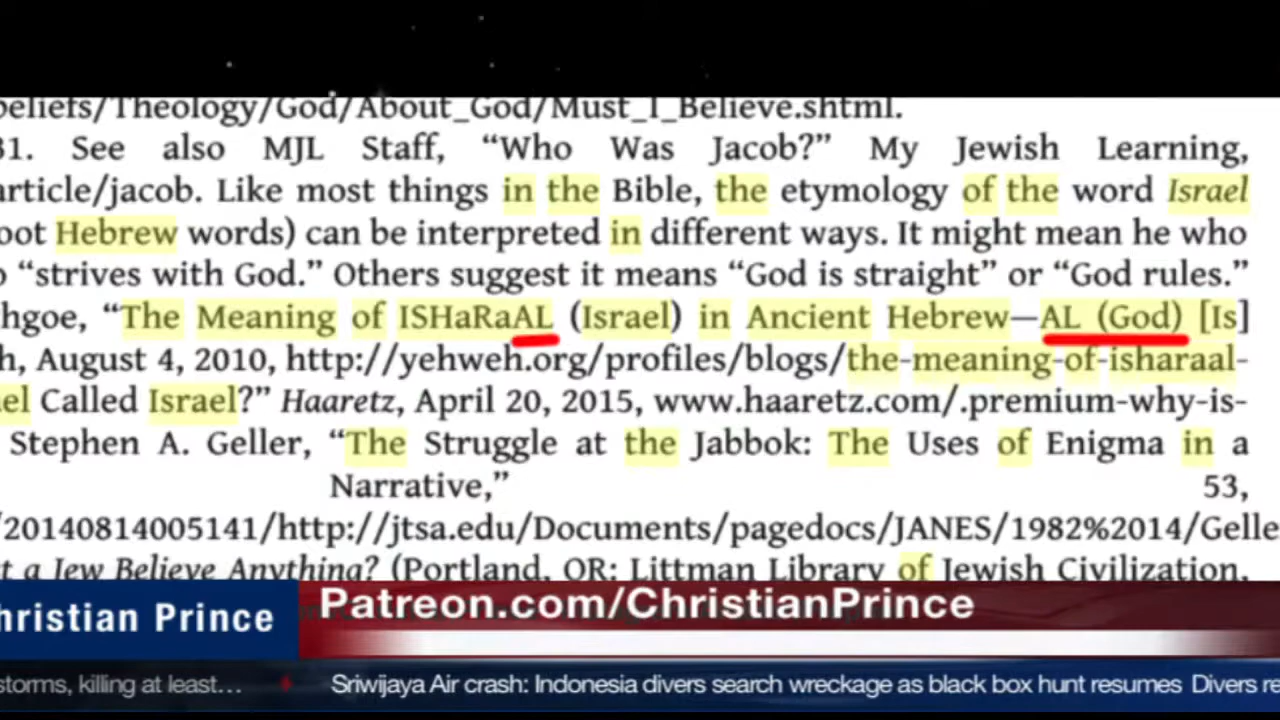 beliefs/Theology/God/About_God/Must_I_Believe.shtml.
31. See also MJL Staff, “Who Was Jacob?” My Jewish Learning,
article/jacob. Like most things in the Bible, the etymology of the word Israel
oot Hebrew words) can be interpreted in different ways. It might mean he who
“strives with God.” Others suggest it means “God is straight” or “God rules.”
hgoe, “The Meaning of ISHaRaAL (Israel) in Ancient Hebrew—AL (God) [Is]
h, August 4, 2010, http://yehweh.org/profiles/blogs/the-meaning-of-isharaal-
el Called Israel?” Haaretz, April 20, 2015, www.haaretz.com/.premium-why-is-
Stephen A. Geller, “The Struggle at the Jabbok: The Uses of Enigma in a
Narrative,” 53,
/20140814005141/http://jtsa.edu/Documents/pagedocs/JANES/1982%2014/Gelle
t a Jew Believe Anything? (Portland, OR: Littman Library of Jewish Civilization,
hristian Prince
Patreon.com/ChristianPrince
storms, killing at least... Sriwijaya Air crash: Indonesia divers search wreckage as black box hunt resumes Divers re